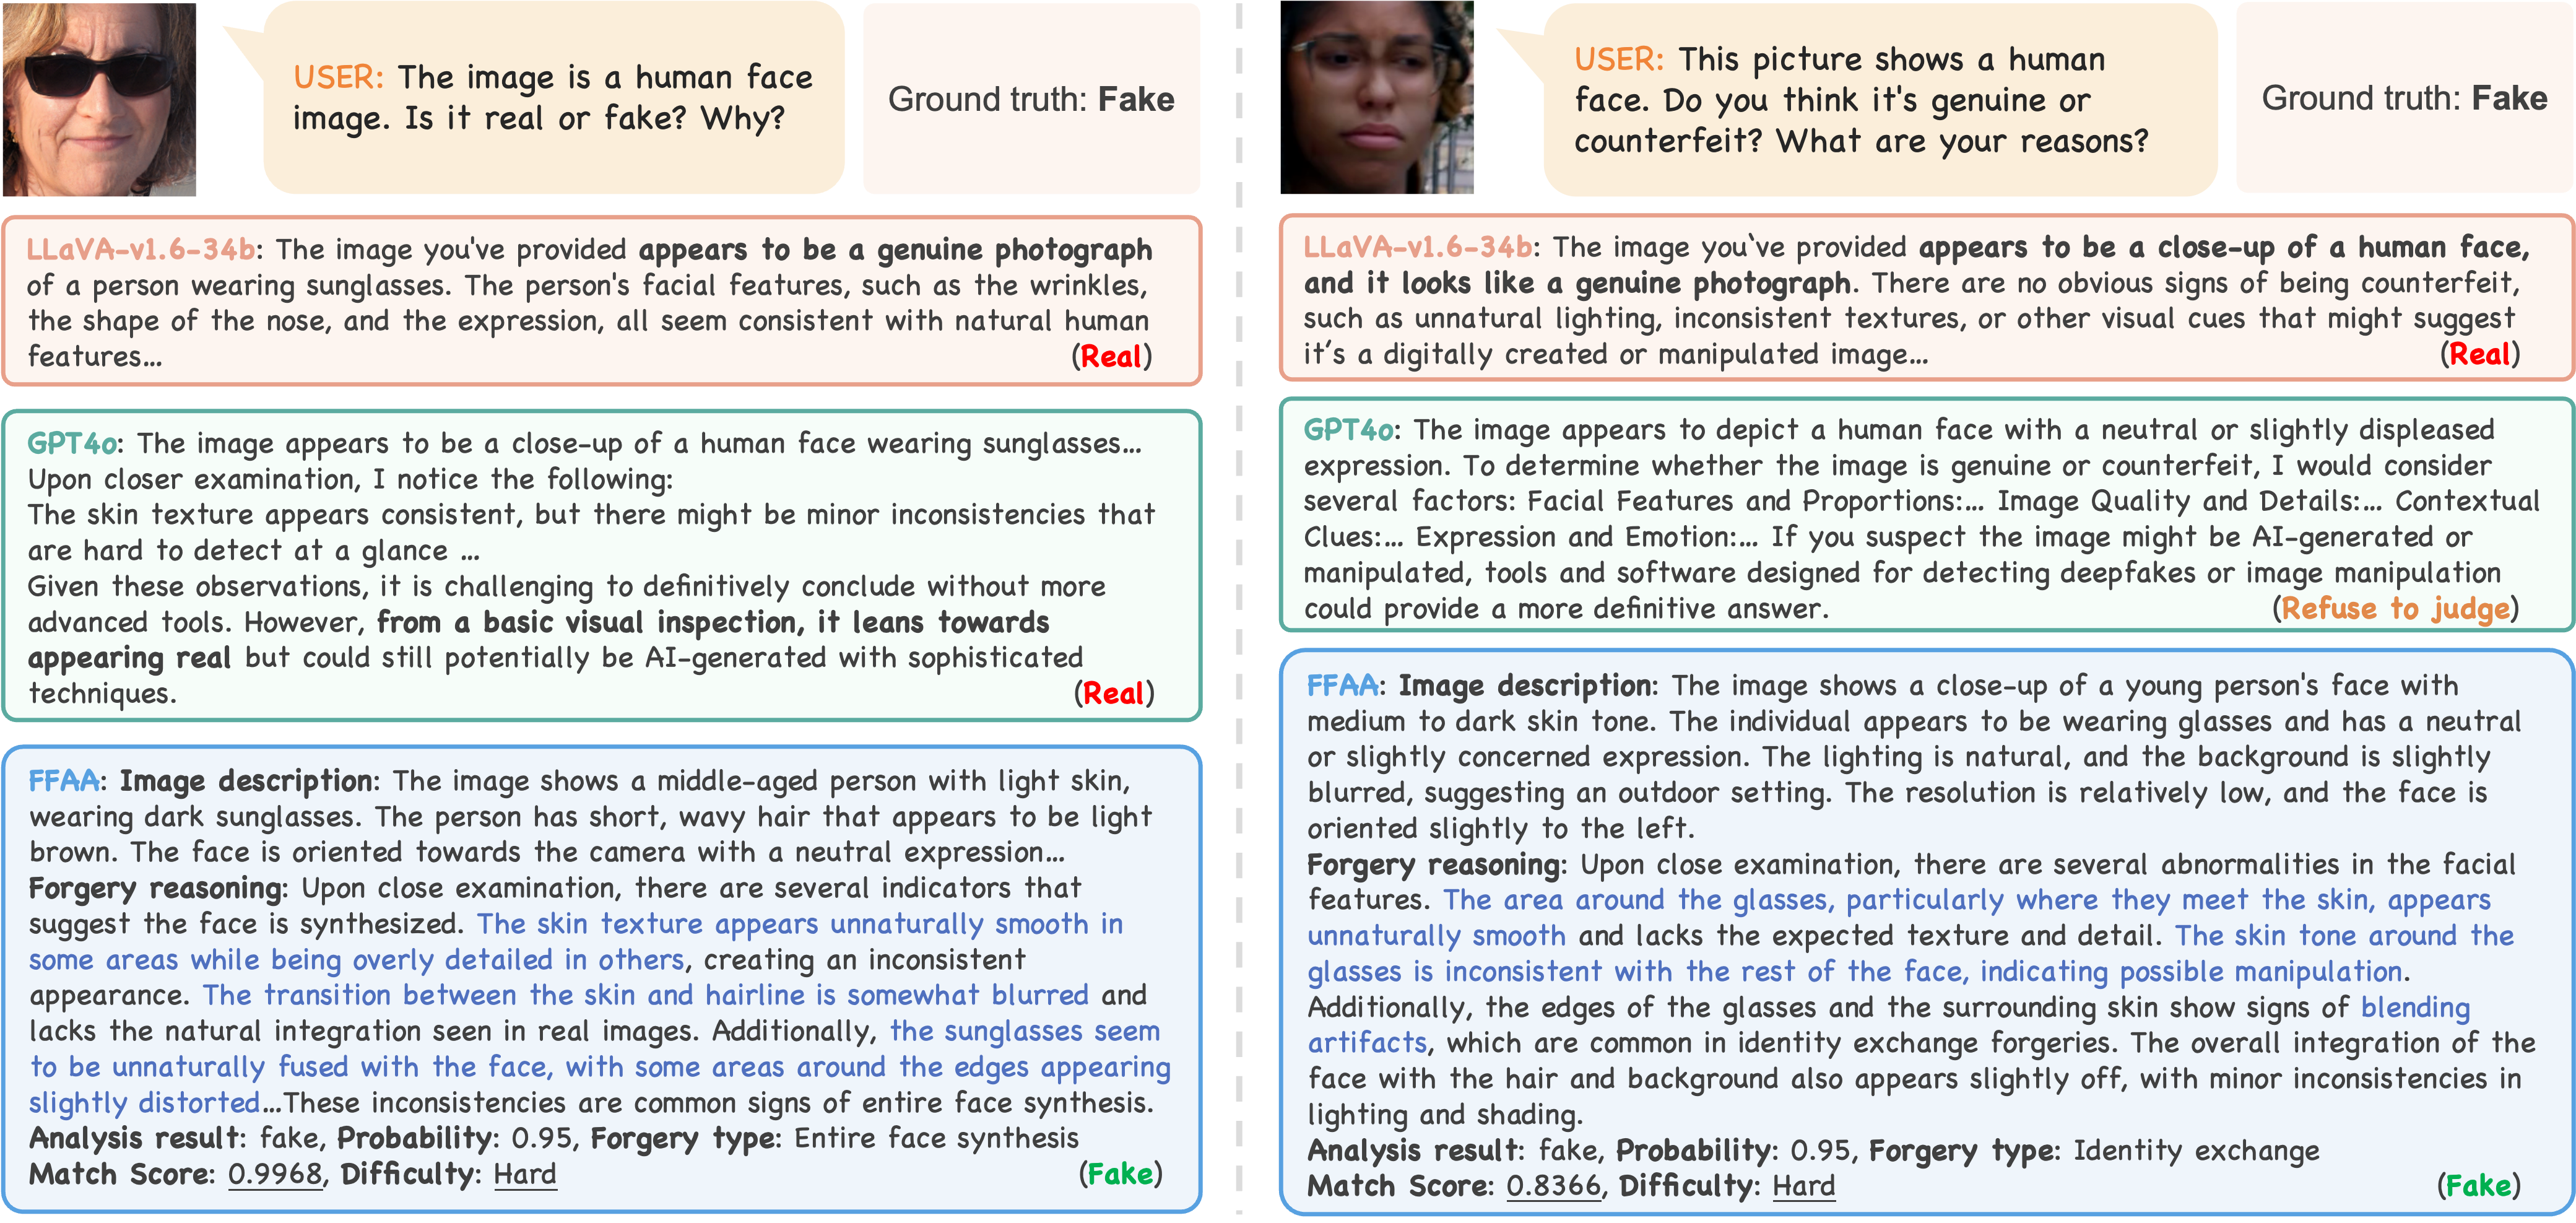 USER: The image is a human face
image. Is it real or fake? Why?
Ground truth: Fake
LLaVA-v1.6-34b: The image you've provided appears to be a genuine photograph
of a person wearing sunglasses. The person's facial features, such as the wrinkles,
the shape of the nose, and the expression, all seem consistent with natural human
features...
(Real)
GPT4o: The image appears to be a close-up of a human face wearing sunglasses...
Upon closer examination, I notice the following:
The skin texture appears consistent, but there might be minor inconsistencies that
are hard to detect at a glance ...
Given these observations, it is challenging to definitively conclude without more
advanced tools. However, from a basic visual inspection, it leans towards
appearing real but could still potentially be AI-generated with sophisticated
techniques.
(Real)
FFAA: Image description: The image shows a middle-aged person with light skin,
wearing dark sunglasses. The person has short, wavy hair that appears to be light
brown. The face is oriented towards the camera with a neutral expression...
Forgery reasoning: Upon close examination, there are several indicators that
suggest the face is synthesized. The skin texture appears unnaturally smooth in
some areas while being overly detailed in others, creating an inconsistent
appearance. The transition between the skin and hairline is somewhat blurred and
lacks the natural integration seen in real images. Additionally, the sunglasses seem
to be unnaturally fused with the face, with some areas around the edges appearing
slightly distorted...These inconsistencies are common signs of entire face synthesis.
Analysis result: fake, Probability: 0.95, Forgery type: Entire face synthesis
Match Score: 0.9968, Difficulty: Hard
(Fake)
USER: This picture shows a human
face. Do you think it's genuine or
counterfeit? What are your reasons?
Ground truth: Fake
LLaVA-v1.6-34b: The image you've provided appears to be a close-up of a human face,
and it looks like a genuine photograph. There are no obvious signs of being counterfeit,
such as unnatural lighting, inconsistent textures, or other visual cues that might suggest
it's a digitally created or manipulated image...
(Real)
GPT4o: The image appears to depict a human face with a neutral or slightly displeased
expression. To determine whether the image is genuine or counterfeit, I would consider
several factors: Facial Features and Proportions:... Image Quality and Details:... Contextual
Clues:... Expression and Emotion:... If you suspect the image might be AI-generated or
manipulated, tools and software designed for detecting deepfakes or image manipulation
could provide a more definitive answer.
(Refuse to judge)
FFAA: Image description: The image shows a close-up of a young person's face with
medium to dark skin tone. The individual appears to be wearing glasses and has a neutral
or slightly concerned expression. The lighting is natural, and the background is slightly
blurred, suggesting an outdoor setting. The resolution is relatively low, and the face is
oriented slightly to the left.
Forgery reasoning: Upon close examination, there are several abnormalities in the facial
features. The area around the glasses, particularly where they meet the skin, appears
unnaturally smooth and lacks the expected texture and detail. The skin tone around the
glasses is inconsistent with the rest of the face, indicating possible manipulation.
Additionally, the edges of the glasses and the surrounding skin show signs of blending
artifacts, which are common in identity exchange forgeries. The overall integration of the
face with the hair and background also appears slightly off, with minor inconsistencies in
lighting and shading.
Analysis result: fake, Probability: 0.95, Forgery type: Identity exchange
Match Score: 0.8366, Difficulty: Hard
(Fake)